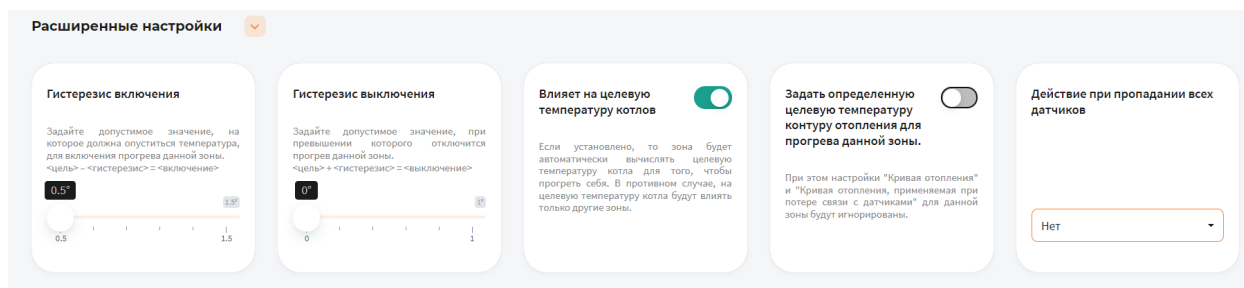 Расширенные настройки
Гистерезис включения
Задайте допустимое значение, на
которое должна опуститься температура,
для включения прогрева данной зоны.
<цель> – <гистерезис> = <включение>
0.5°
1.5°
0.5
1.5
Гистерезис выключения
Задайте допустимое значение, при
превышении которого отключится
прогрев данной зоны.
<цель> + <гистерезис> = <выключение>
0°
1°
0
1
Влияет на целевую
температуру котлов
Если установлено, то зона будет
автоматически вычислять целевую
температуру котла для того, чтобы
прогреть себя. В противном случае, на
целевую температуру котла будут влиять
только другие зоны.
Задать определенную
целевую температуру
контуру отопления для
прогрева данной зоны.
При этом настройки "Кривая отопления"
и "Кривая отопления, применяемая при
потере связи с датчиками" для данной
зоны будут игнорированы.
Действие при пропадании всех
датчиков
Нет